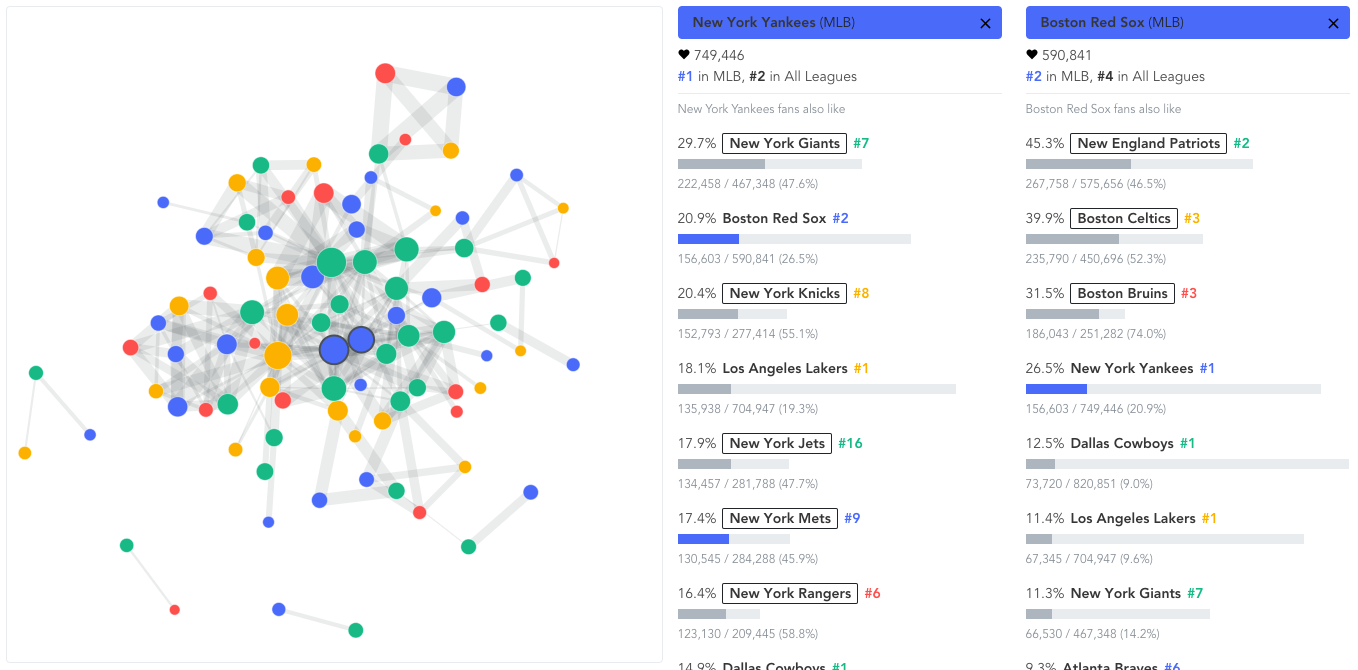 New York Yankees (MLB)
749,446
#1 in MLB, #2 in All Leagues
New York Yankees fans also like
29.7% New York Giants #7
222,458 / 467,348 (47.6%)
20.9% Boston Red Sox #2
156,603 / 590,841 (26.5%)
20.4% New York Knicks #8
152,793 / 277,414 (55.1%)
18.1% Los Angeles Lakers #1
135,938 / 704,947 (19.3%)
17.9% New York Jets #16
134,457 / 281,788 (47.7%)
17.4% New York Mets #9
130,545 / 284,288 (45.9%)
16.4% New York Rangers #6
123,130 / 209,445 (58.8%)
14.9% Dallas Cowboys #1
Boston Red Sox (MLB)
590,841
#2 in MLB, #4 in All Leagues
Boston Red Sox fans also like
45.3% New England Patriots #2
267,758 / 575,656 (46.5%)
39.9% Boston Celtics #3
235,790 / 450,696 (52.3%)
31.5% Boston Bruins #3
186,043 / 251,282 (74.0%)
26.5% New York Yankees #1
156,603 / 749,446 (20.9%)
12.5% Dallas Cowboys #1
73,720 / 820,851 (9.0%)
11.4% Los Angeles Lakers #1
67,345 / 704,947 (9.6%)
11.3% New York Giants #7
66,530 / 467,348 (14.2%)
9.3% Atlanta Braves #6